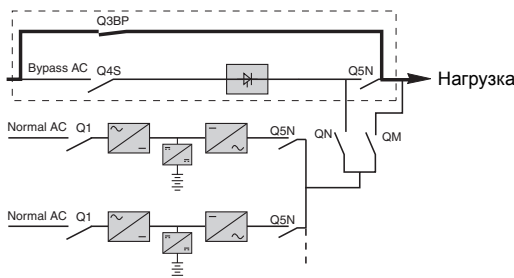 Q3BP
Bypass AC
Q4S
Q5N
Нагрузка
Normal AC
Q1
Q5N
QN
QM
Normal AC
Q1
Q5N